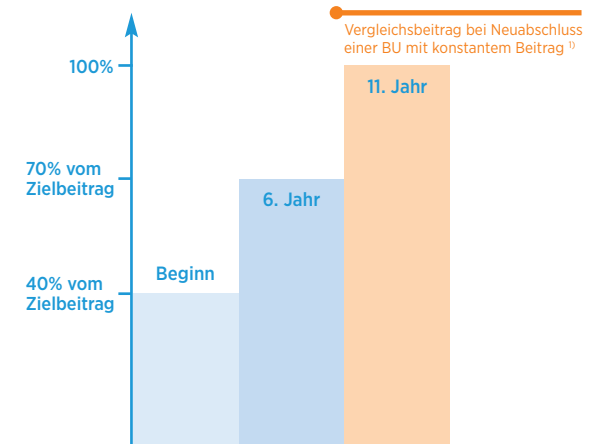 Vergleichsbeitrag bei Neuabschluss
einer BU mit konstantem Beitrag ¹⁾
100%
11. Jahr
70% vom
Zielbeitrag
6. Jahr
Beginn
40% vom
Zielbeitrag